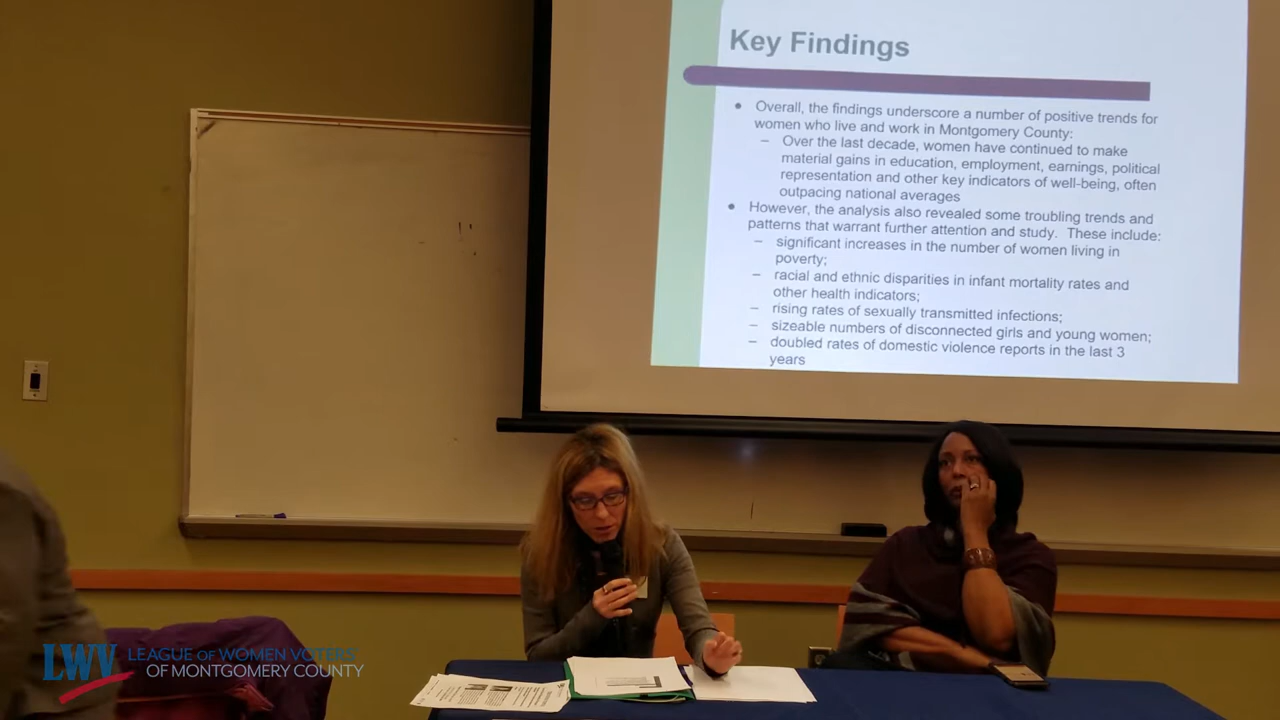 Key Findings
• Overall, the findings underscore a number of positive trends for
women who live and work in Montgomery County:
– Over the last decade, women have continued to make
material gains in education, employment, earnings, political
representation and other key indicators of well-being, often
outpacing national averages
• However, the analysis also revealed some troubling trends and
patterns that warrant further attention and study. These include:
– significant increases in the number of women living in
poverty;
– racial and ethnic disparities in infant mortality rates and
other health indicators;
– rising rates of sexually transmitted infections;
– sizeable numbers of disconnected girls and young women;
– doubled rates of domestic violence reports in the last 3
years
LWV LEAGUE OF WOMEN VOTERS
OF MONTGOMERY COUNTY